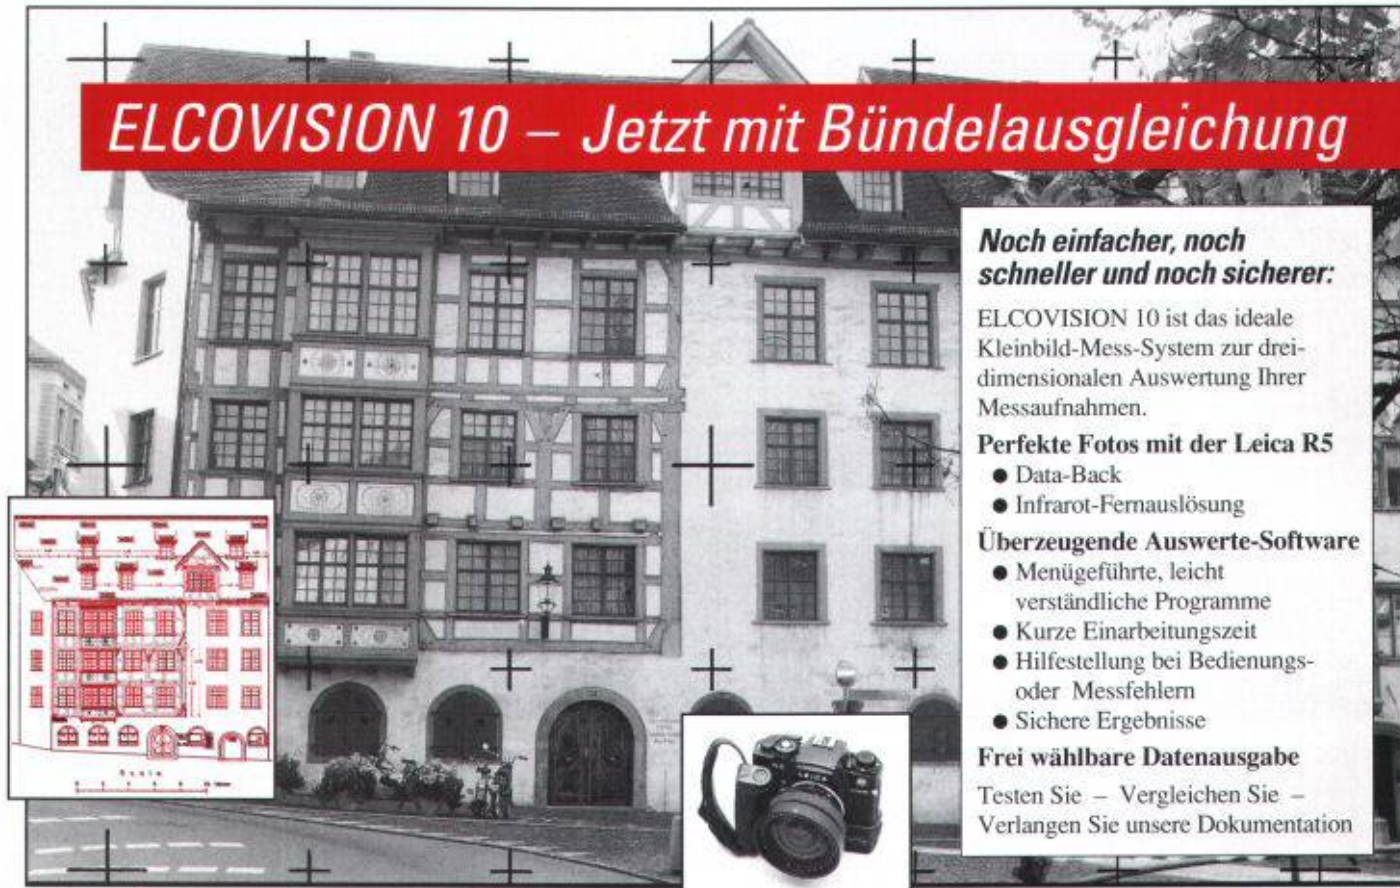 ELCOVISION 10 – Jetzt mit Bündelausgleichung
Noch einfacher, noch
schneller und noch sicherer:
ELCOVISION 10 ist das ideale
Kleinbild-Mess-System zur drei-
dimensionalen Auswertung Ihrer
Messaufnahmen.
Perfekte Fotos mit der Leica R5
● Data-Back
● Infrarot-Fernauslösung
Überzeugende Auswerte-Software
● Menügeführte, leicht
verständliche Programme
● Kurze Einarbeitungszeit
● Hilfestellung bei Bedienungs-
oder Messfehlern
● Sichere Ergebnisse
Frei wählbare Datenausgabe
Testen Sie – Vergleichen Sie –
Verlangen Sie unsere Dokumentation
Scale
LEICA